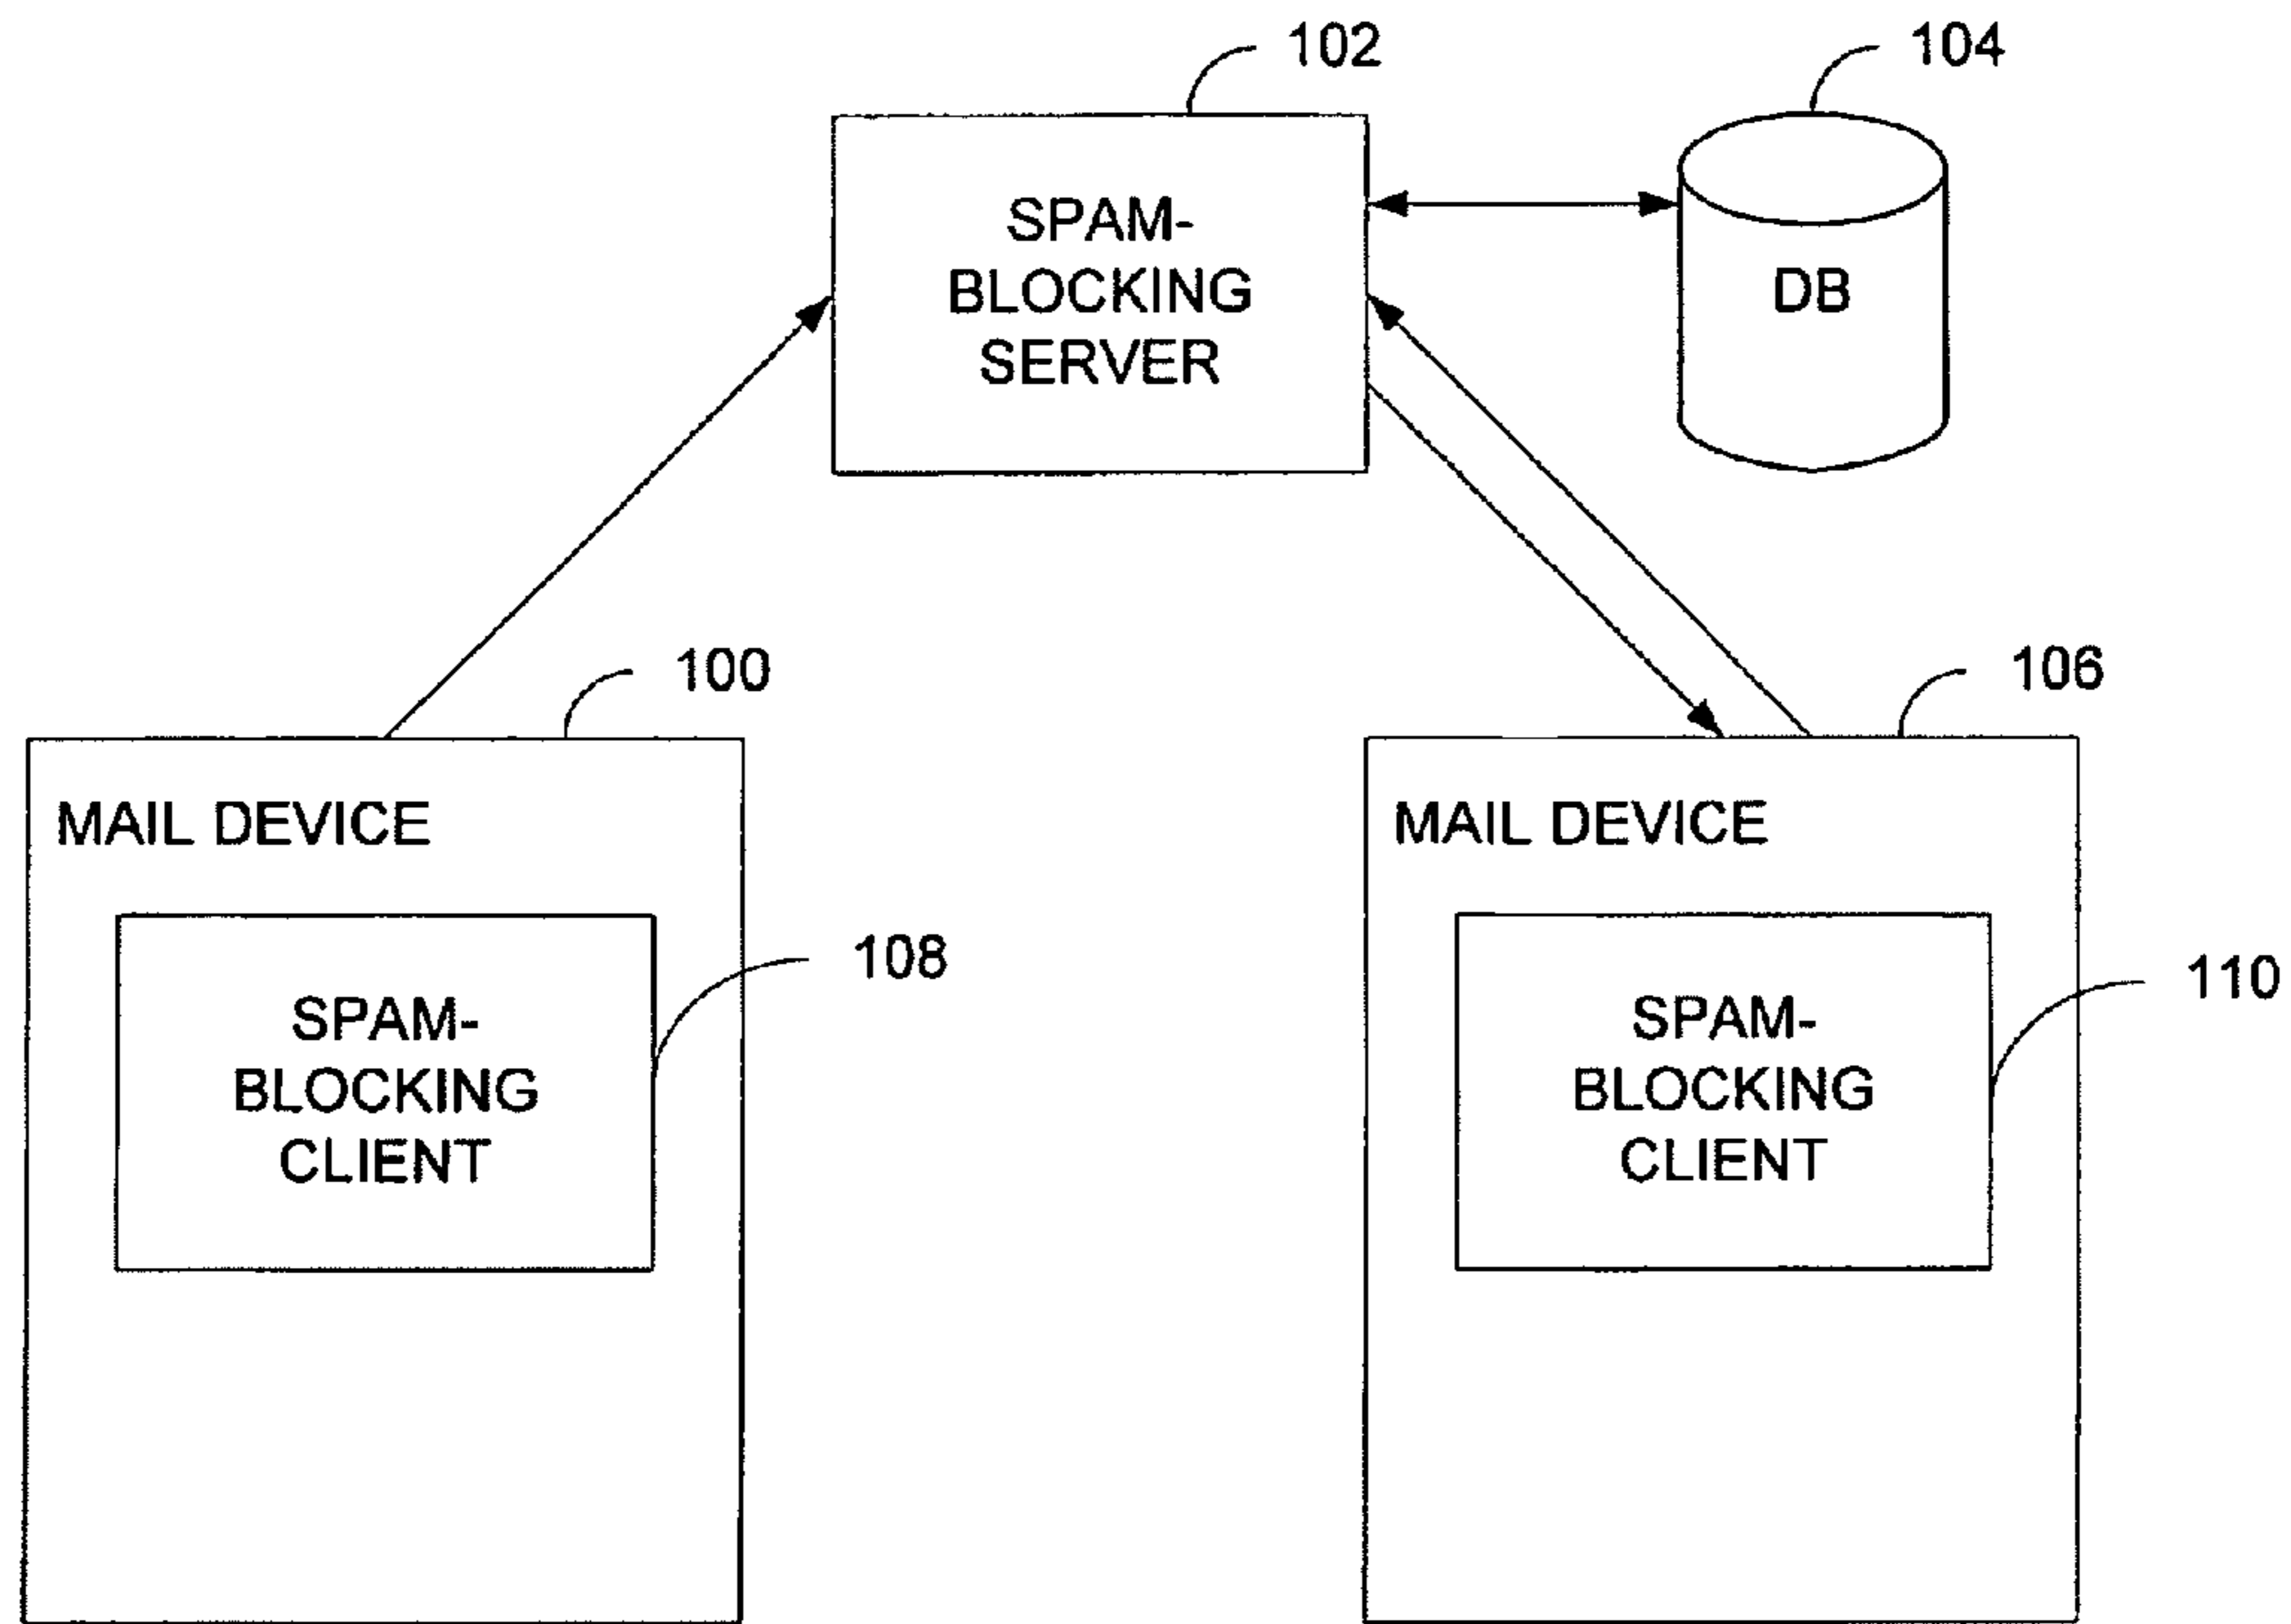 102
104
SPAM-
BLOCKING
SERVER
DB
100
106
MAIL DEVICE
SPAM-
BLOCKING
CLIENT
108
MAIL DEVICE
SPAM-
BLOCKING
CLIENT
110